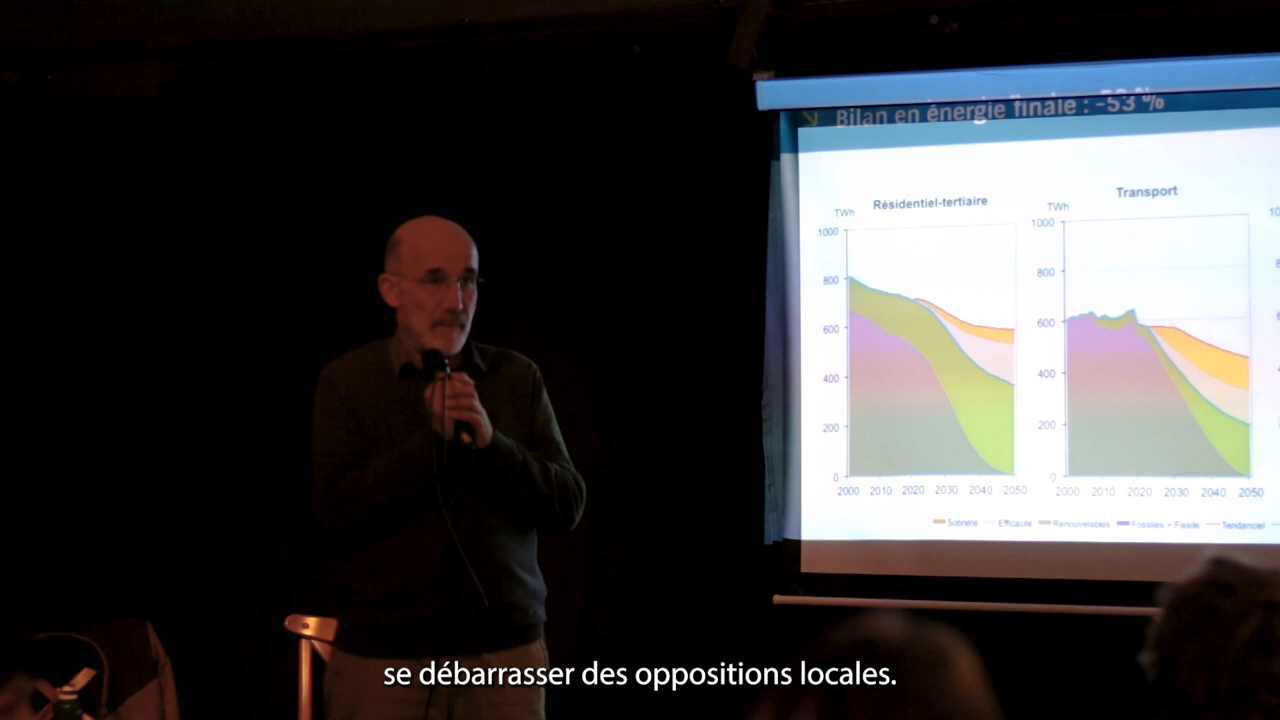 Bilan en énergie finale : -53 %
Résidentiel-tertiaire
TWh
1000
800
600
400
200
0
2000 2010 2020 2030 2040 2050
Transport
TWh
1000
800
600
400
200
0
2000 2010 2020 2030 2040 2050
Sobriété Efficacité Renouvelables Fossiles + Fissile Tendanciel
se débarrasser des oppositions locales.